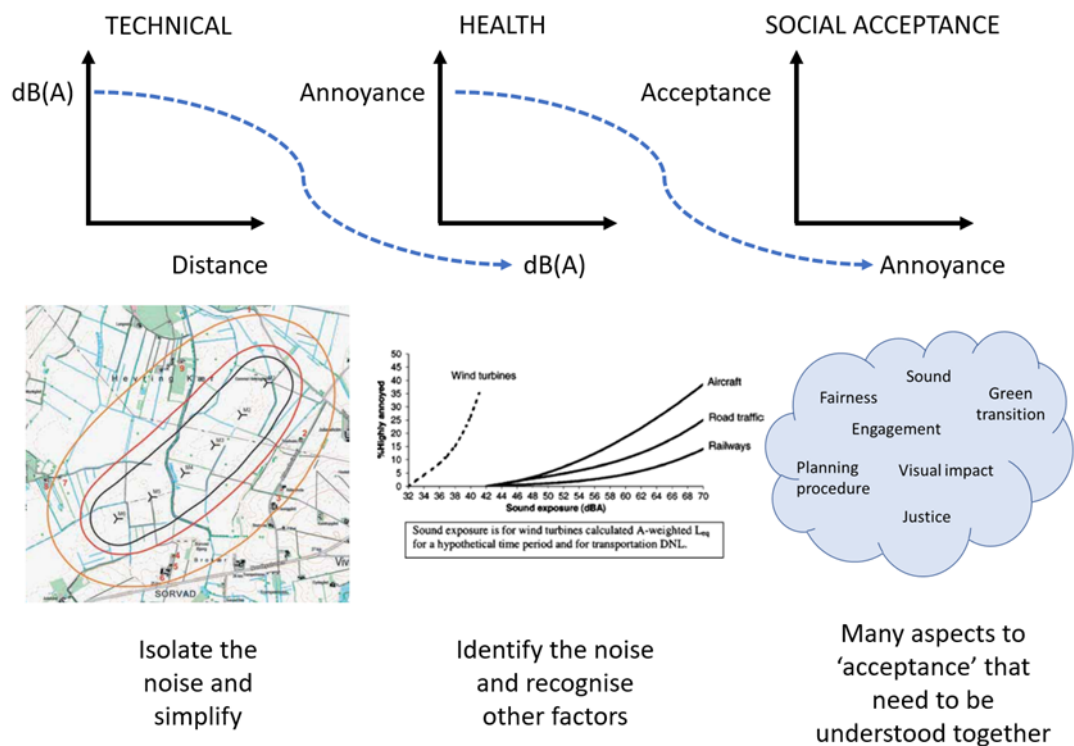 TECHNICAL
HEALTH
SOCIAL ACCEPTANCE
dB(A)
Annoyance
Acceptance
Distance
dB(A)
Annoyance
SØRVAD
%Highly annoyed
50
45
40
35
30
25
20
15
10
5
0
Wind turbines
Aircraft
Road traffic
Railways
32 34 36 38 40 42 44 46 48 50 52 54 56 58 60 62 64 66 68 70
Sound exposure (dBA)
Sound exposure is for wind turbines calculated A-weighted Leq
for a hypothetical time period and for transportation DNL.
Sound
Fairness
Green
transition
Engagement
Planning
procedure
Visual impact
Justice
Isolate the
noise and
simplify
Identify the noise
and recognise
other factors
Many aspects to
‘acceptance’ that
need to be
understood together